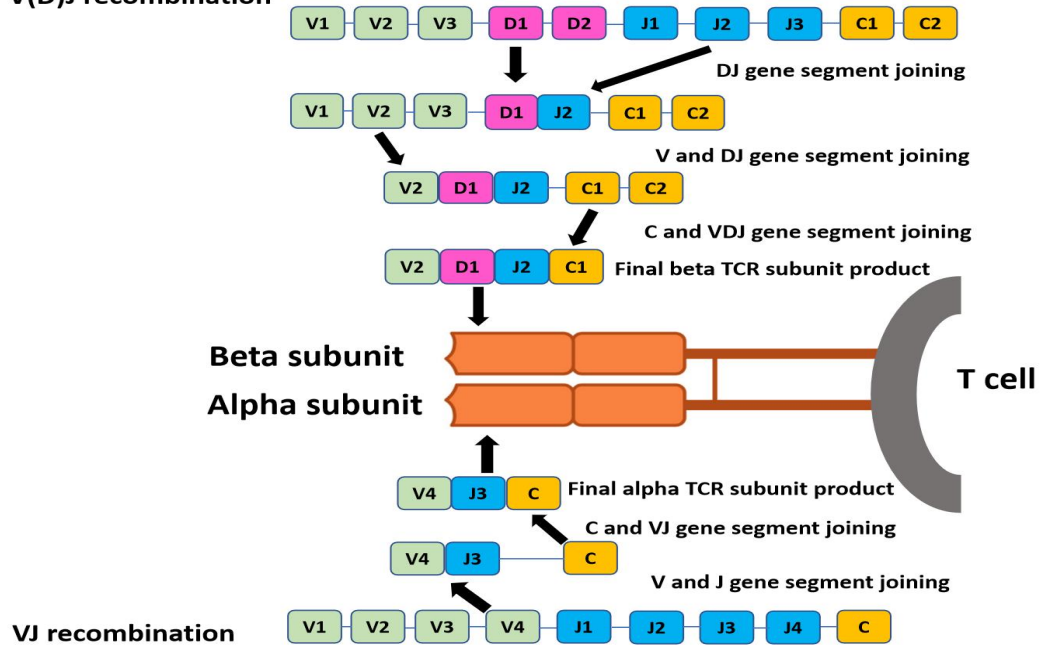 V(D)J recombination
V1 V2 V3 D1 D2 J1 J2 J3 C1 C2
DJ gene segment joining
V1 V2 V3 D1 J2 C1 C2
V and DJ gene segment joining
V2 D1 J2 C1 C2
C and VDJ gene segment joining
V2 D1 J2 C1 Final beta TCR subunit product
Beta subunit
T cell
Alpha subunit
V4 J3 C Final alpha TCR subunit product
C and VJ gene segment joining
V4 J3 C
V and J gene segment joining
VJ recombination V1 V2 V3 V4 J1 J2 J3 J4 C